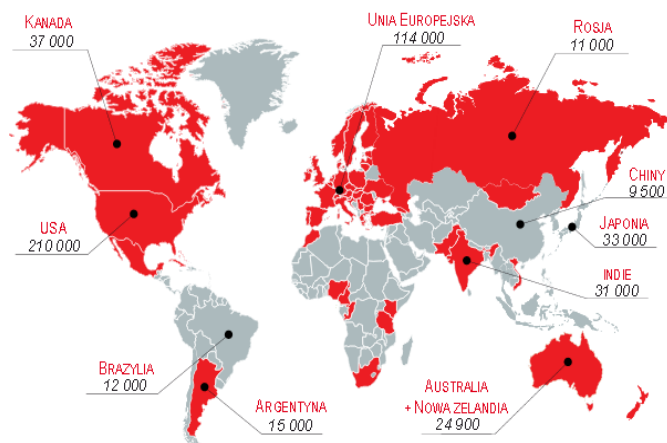 KANADA
37 000
UNIA EUROPEJSKA
114 000
ROSJA
11 000
CHINY
9 500
USA
210 000
JAPONIA
33 000
INDIE
31 000
BRAZYLIA
12 000
ARGENTYNA
15 000
AUSTRALIA
+ NOWA ZELANDIA
24 900